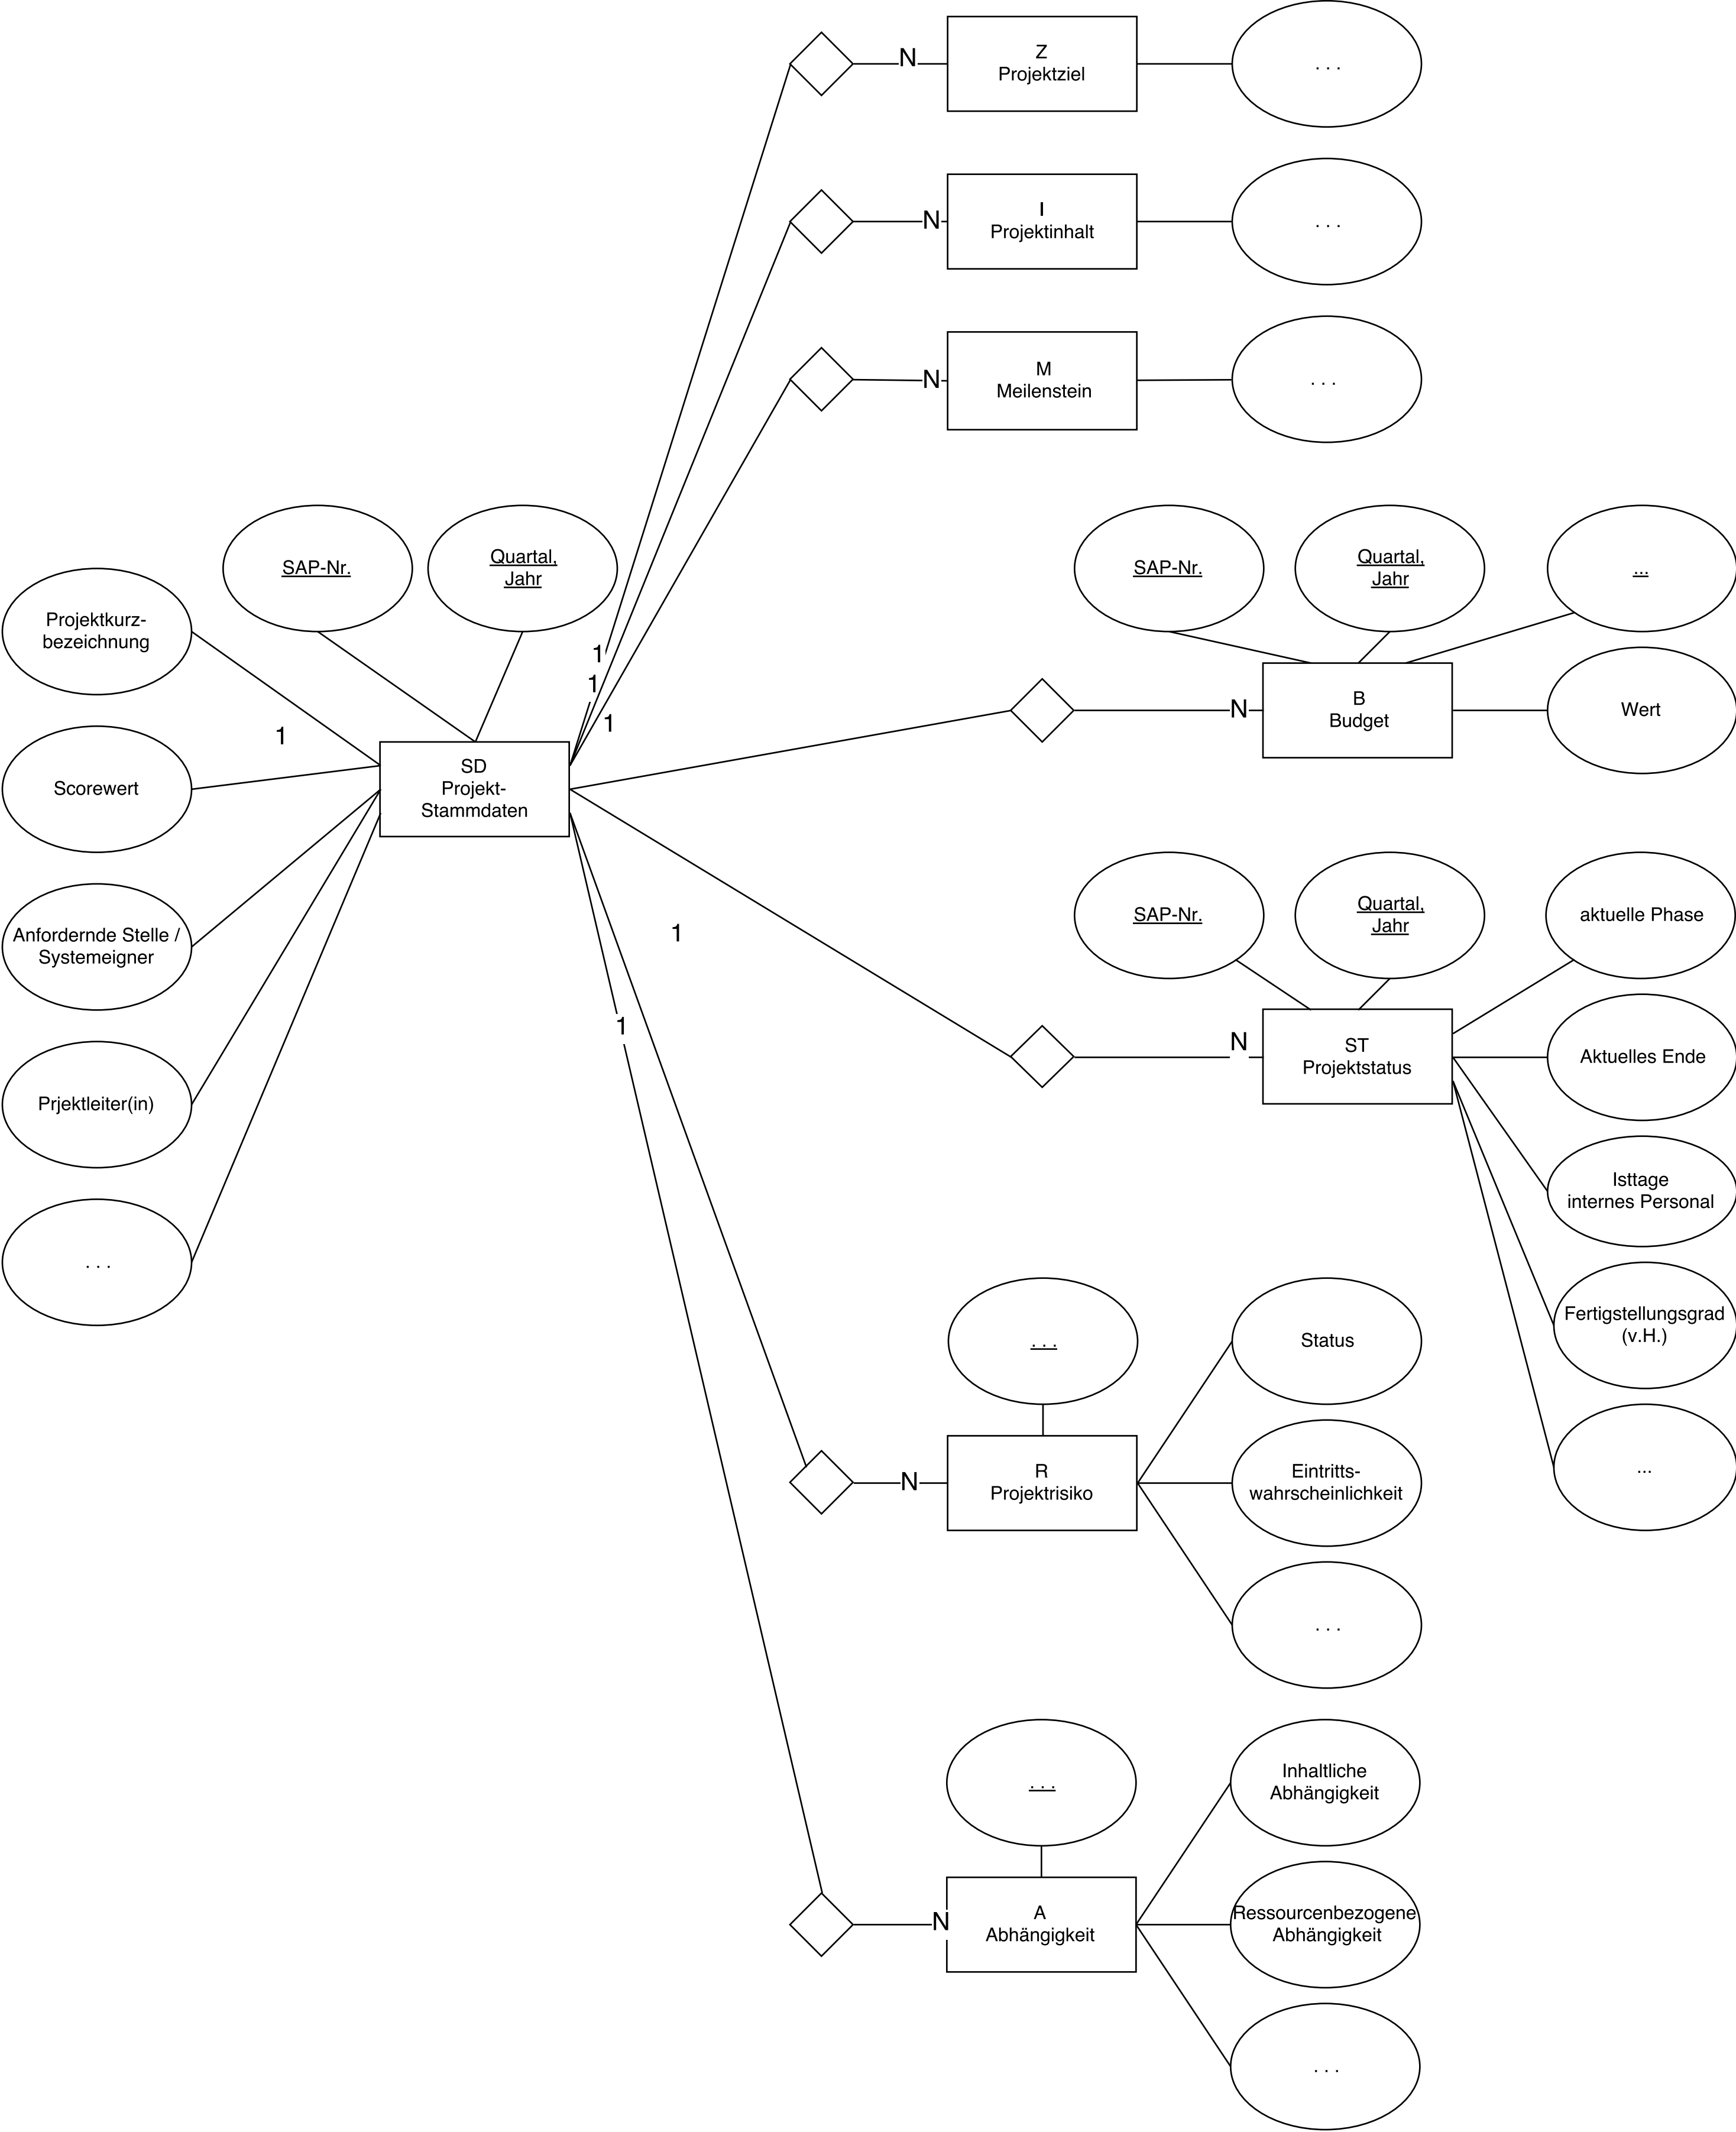 N
Z
Projektziel
. . .
N
I
Projektinhalt
. . .
N
M
Meilenstein
. . .
SAP-Nr.
Quartal,
Jahr
SAP-Nr.
Quartal,
Jahr
...
Projektkurz-
bezeichnung
1
1
1
1
N
B
Budget
Wert
Scorewert
SD
Projekt-
Stammdaten
SAP-Nr.
Quartal,
Jahr
aktuelle Phase
Anfordernde Stelle /
Systemeigner
1
1
N
ST
Projektstatus
Aktuelles Ende
Prjektleiter(in)
Isttage
internes Personal
. . .
Fertigstellungsgrad
(v.H.)
. . .
Status
...
N
R
Projektrisiko
Eintritts-
wahrscheinlichkeit
. . .
. . .
Inhaltliche
Abhängigkeit
N
A
Abhängigkeit
Ressourcenbezogene
Abhängigkeit
. . .